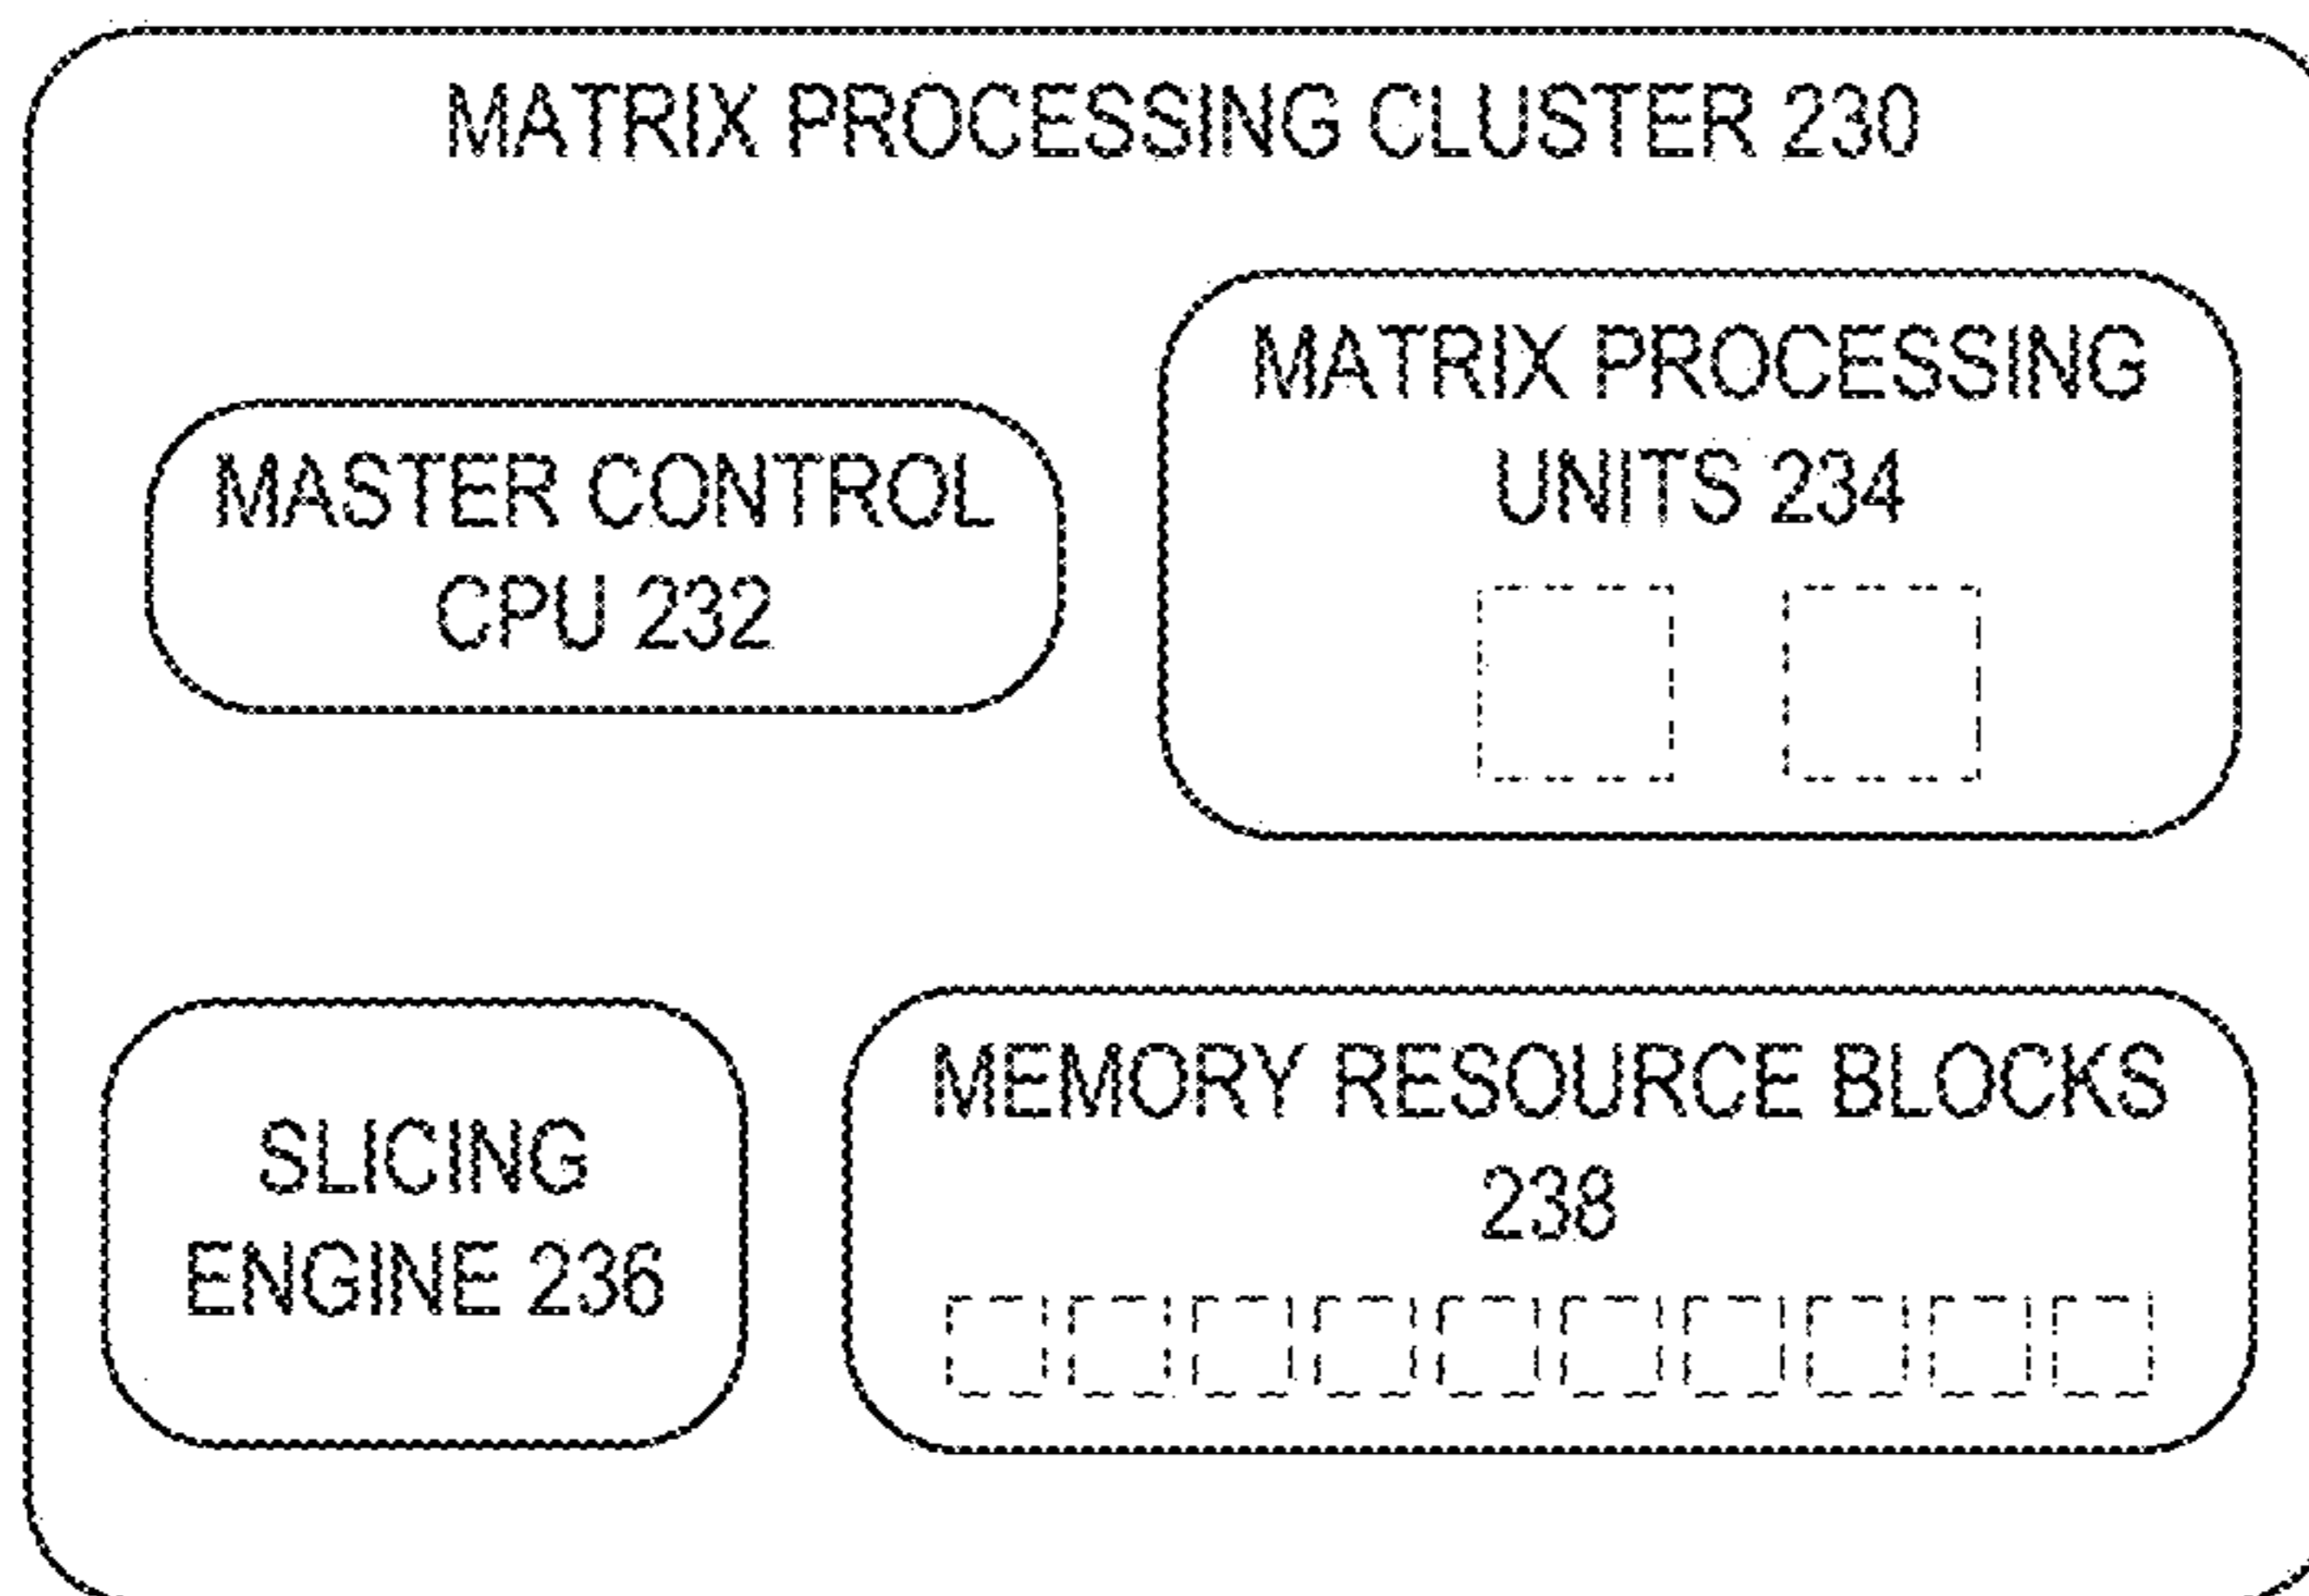 MATRIX PROCESSING CLUSTER 230
MASTER CONTROL
CPU 232
MATRIX PROCESSING
UNITS 234
SLICING
ENGINE 236
MEMORY RESOURCE BLOCKS
238